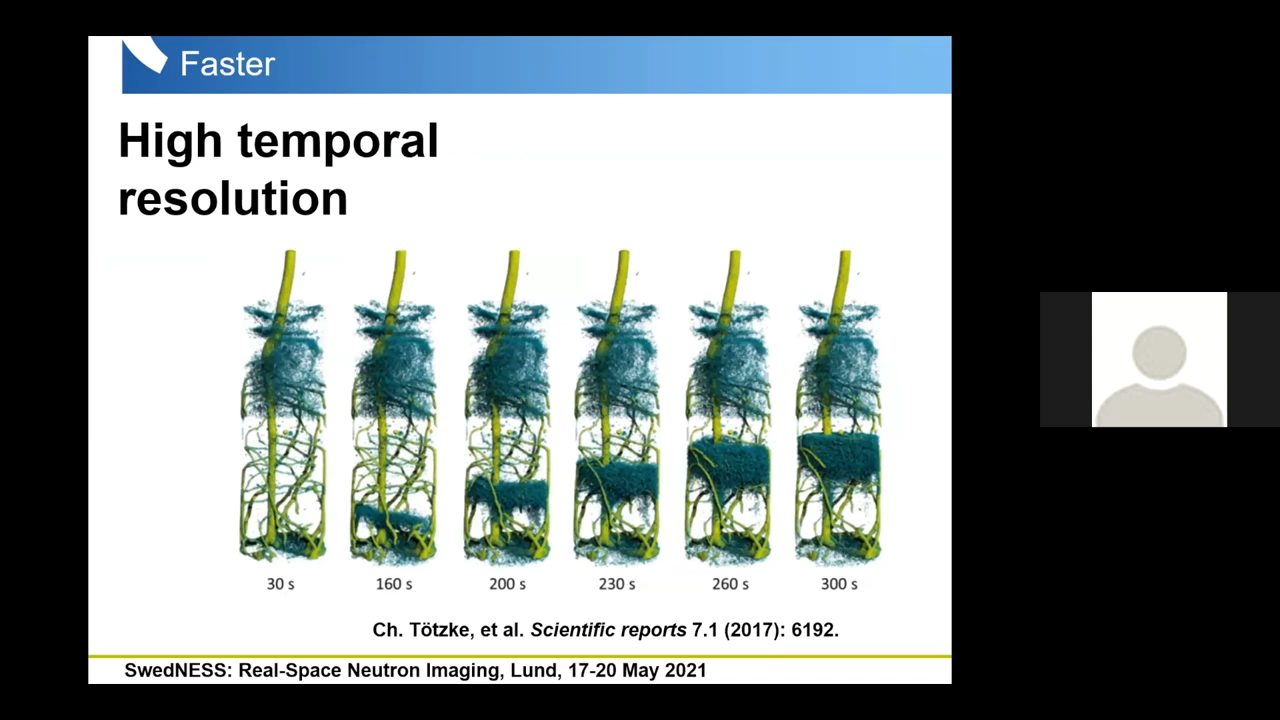 Faster
High temporal
resolution
30 s 160 s 200 s 230 s 260 s 300 s
Ch. Tötzke, et al. Scientific reports 7.1 (2017): 6192.
SwedNESS: Real-Space Neutron Imaging, Lund, 17-20 May 2021